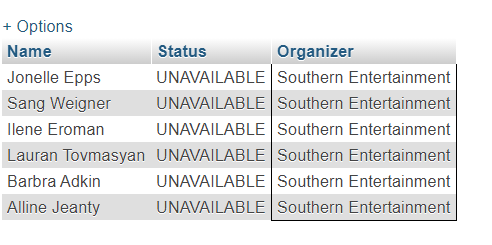 + Options
Name Status Organizer
Jonelle Epps UNAVAILABLE Southern Entertainment
Sang Weigner UNAVAILABLE Southern Entertainment
Ilene Eroman UNAVAILABLE Southern Entertainment
Lauran Tovmasyan UNAVAILABLE Southern Entertainment
Barbra Adkin UNAVAILABLE Southern Entertainment
Alline Jeanty UNAVAILABLE Southern Entertainment